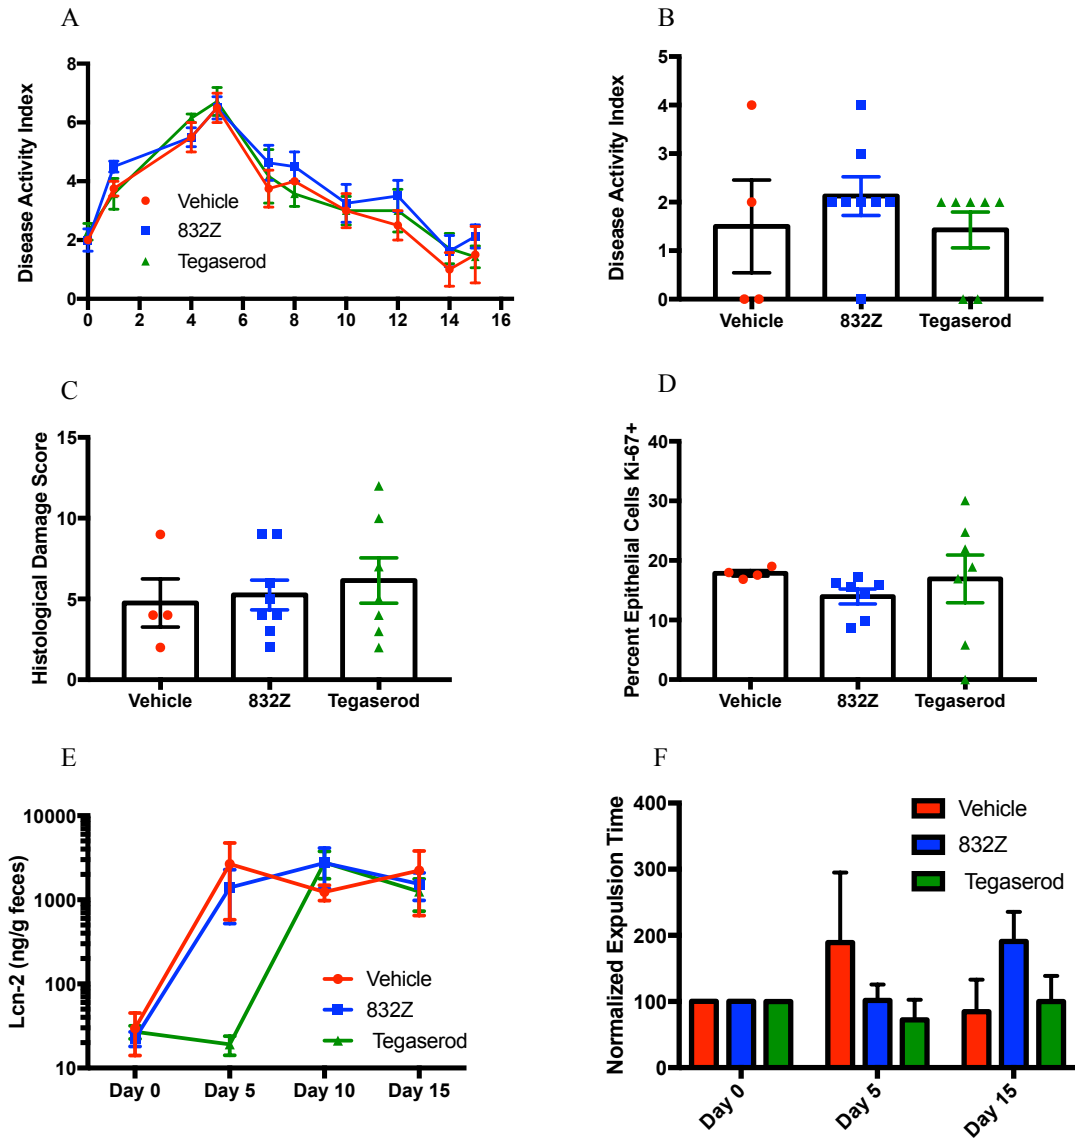 A
Disease Activity Index
8
6
4
2
0
Vehicle
832Z
Tegaserod
0 2 4 6 8 10 12 14 16
B
Disease Activity Index
5
4
3
2
1
0
Vehicle 832Z Tegaserod
C
Histological Damage Score
15
10
5
0
Vehicle 832Z Tegaserod
D
Percent Epithelial Cells Ki-67+
40
30
20
10
0
Vehicle 832Z Tegaserod
E
Lcn-2 (ng/g feces)
10000
1000
100
10
Vehicle
832Z
Tegaserod
Day 0 Day 5 Day 10 Day 15
F
Normalized Expulsion Time
400
300
200
100
0
Vehicle
832Z
Tegaserod
Day 0 Day 5 Day 15